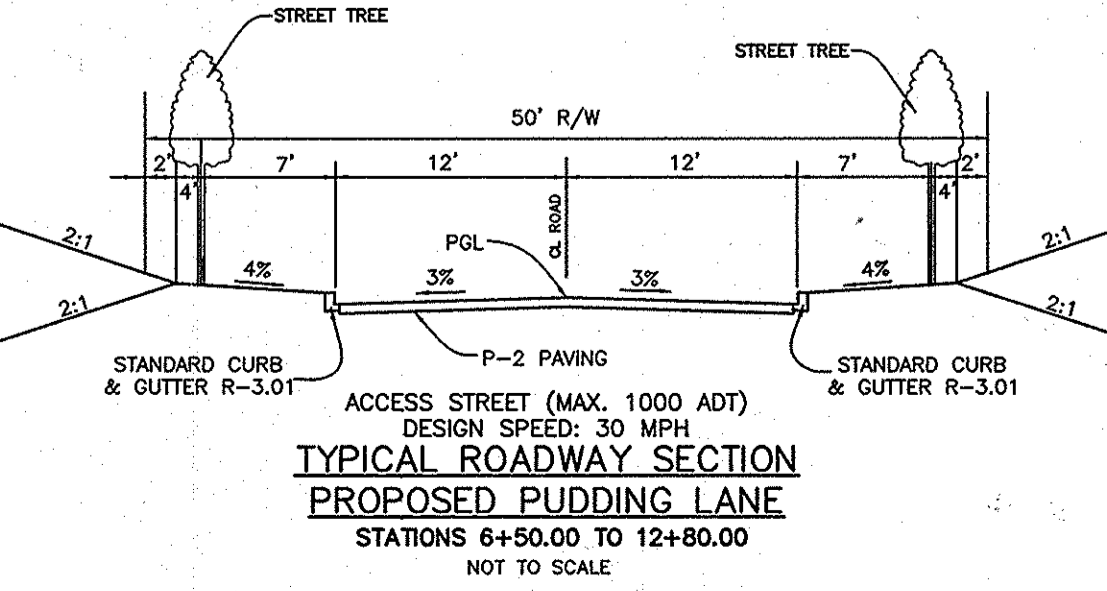 STREET TREE
STREET TREE
50' R/W
2'
7'
12'
12'
7'
2'
4'
4'
CL ROAD
2:1
2:1
PGL
4%
3%
3%
4%
2:1
2:1
P-2 PAVING
STANDARD CURB
& GUTTER R-3.01
STANDARD CURB
& GUTTER R-3.01
ACCESS STREET (MAX. 1000 ADT)
DESIGN SPEED: 30 MPH
TYPICAL ROADWAY SECTION
PROPOSED PUDDING LANE
STATIONS 6+50.00 TO 12+80.00
NOT TO SCALE